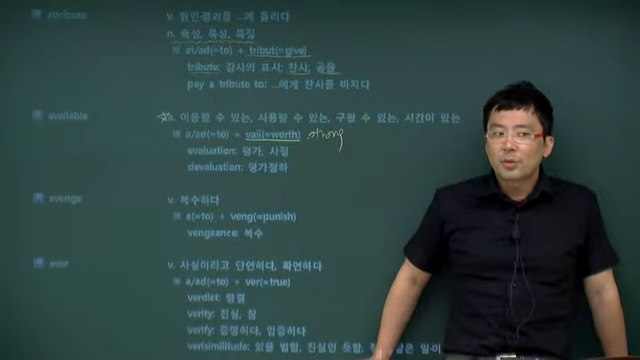 attribute v. 원인·결과를 …에 돌리다
n. 속성, 특성, 특질
※ at/ad(=to) + tribut(=give)
tribute: 감사의 표시; 찬사; 공물
pay a tribute to: …에게 찬사를 바치다
available ☆a. 이용할 수 있는, 사용할 수 있는, 구할 수 있는, 시간이 있는
※ a/ad(=to) + vail(=worth) strong
evaluation: 평가, 사정
devaluation: 평가절하
avenge v. 복수하다
※ a(=to) + veng(=punish)
vengeance: 복수
aver v. 사실이라고 단언하다, 확언하다
※ a/ad(=to) + ver(=true)
verdict: 평결
verity: 진실, 참
verify: 증명하다, 입증하다
verisimilitude: 있을 법함, 진실인 듯함, 같은 일